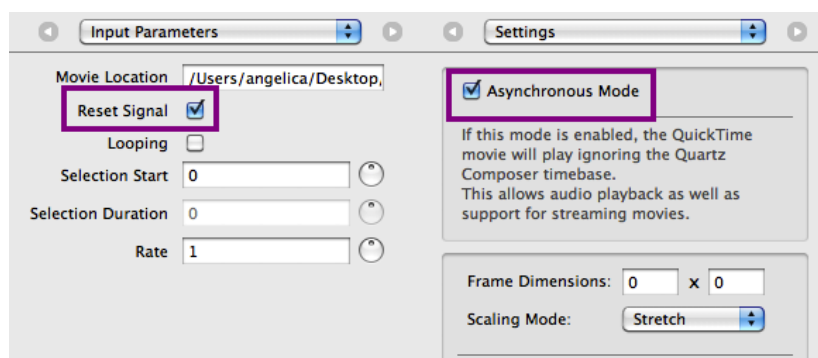 Input Parameters
Movie Location /Users/angelica/Desktop,
Reset Signal
Looping
Selection Start 0
Selection Duration 0
Rate 1
Settings
Asynchronous Mode
If this mode is enabled, the QuickTime
movie will play ignoring the Quartz
Composer timebase.
This allows audio playback as well as
support for streaming movies.
Frame Dimensions: 0 x 0
Scaling Mode: Stretch